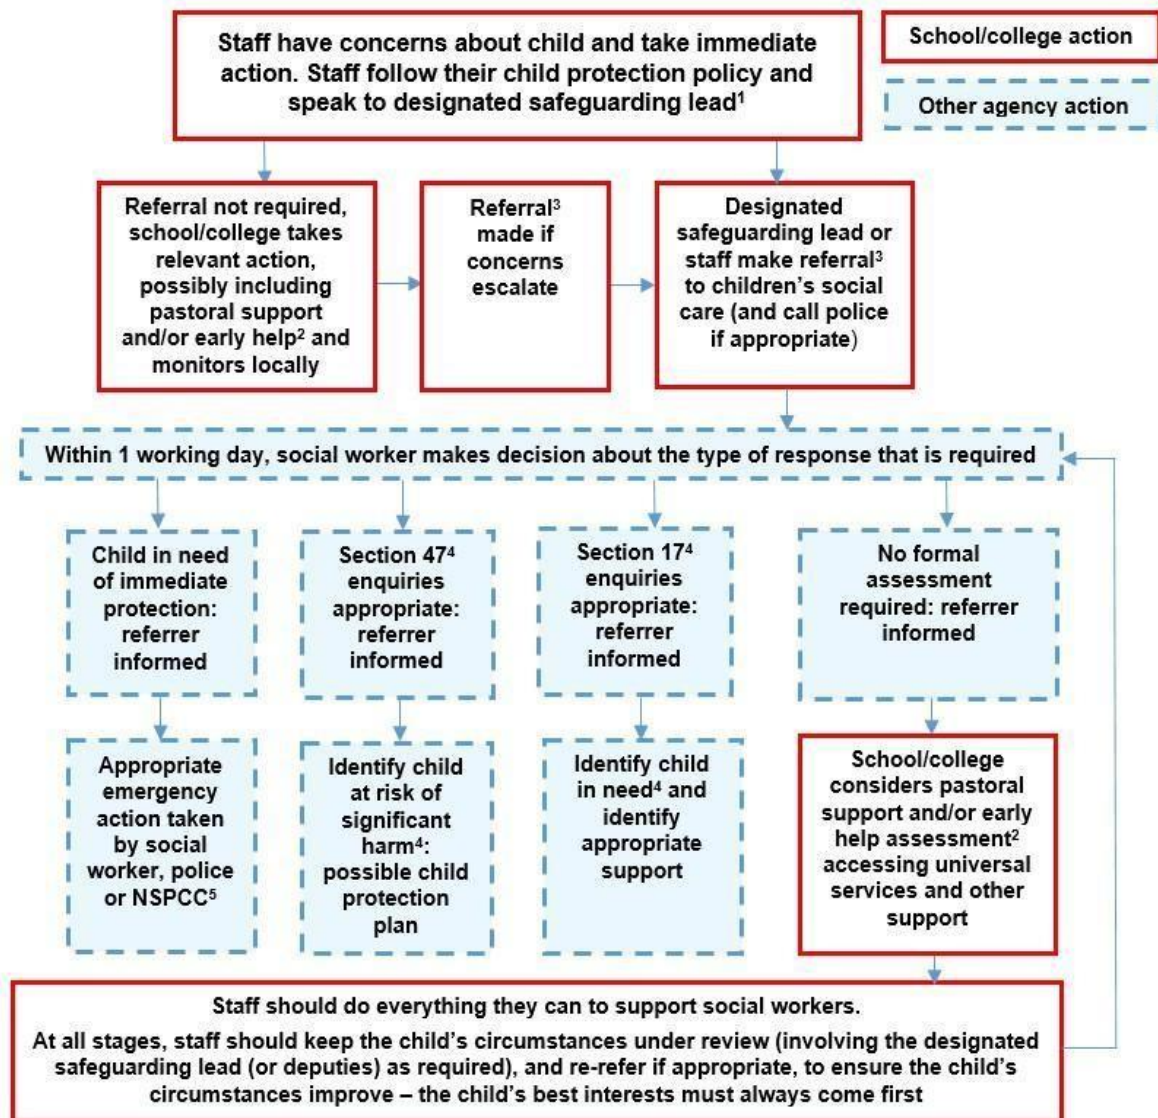 Staff have concerns about child and take immediate
action. Staff follow their child protection policy and
speak to designated safeguarding lead¹
School/college action
Other agency action
Referral not required,
school/college takes
relevant action,
possibly including
pastoral support
and/or early help² and
monitors locally
Referral³
made if
concerns
escalate
Designated
safeguarding lead or
staff make referral³
to children’s social
care (and call police
if appropriate)
Within 1 working day, social worker makes decision about the type of response that is required
Child in need
of immediate
protection:
referrer
informed
Section 47⁴
enquiries
appropriate:
referrer
informed
Section 17⁴
enquiries
appropriate:
referrer
informed
No formal
assessment
required: referrer
informed
Appropriate
emergency
action taken
by social
worker, police
or NSPCC⁵
Identify child
at risk of
significant
harm⁴:
possible child
protection
plan
Identify child
in need⁴ and
identify
appropriate
support
School/college
considers pastoral
support and/or early
help assessment²
accessing universal
services and other
support
Staff should do everything they can to support social workers.
At all stages, staff should keep the child’s circumstances under review (involving the designated
safeguarding lead (or deputies) as required), and re-refer if appropriate, to ensure the child’s
circumstances improve – the child’s best interests must always come first